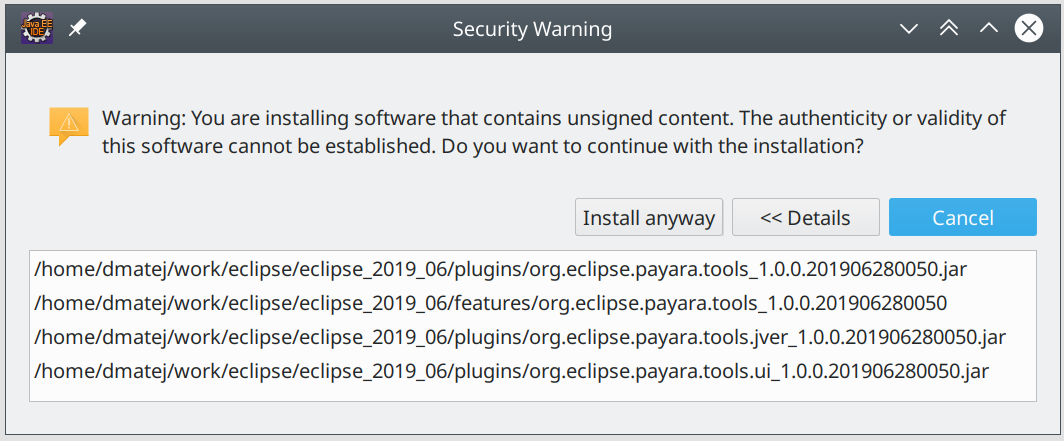 Java EE
IDE
Security Warning
Warning: You are installing software that contains unsigned content. The authenticity or validity of
this software cannot be established. Do you want to continue with the installation?
Install anyway
<< Details
Cancel
/home/dmatej/work/eclipse/eclipse_2019_06/plugins/org.eclipse.payara.tools_1.0.0.201906280050.jar
/home/dmatej/work/eclipse/eclipse_2019_06/features/org.eclipse.payara.tools_1.0.0.201906280050
/home/dmatej/work/eclipse/eclipse_2019_06/plugins/org.eclipse.payara.tools.jver_1.0.0.201906280050.jar
/home/dmatej/work/eclipse/eclipse_2019_06/plugins/org.eclipse.payara.tools.ui_1.0.0.201906280050.jar